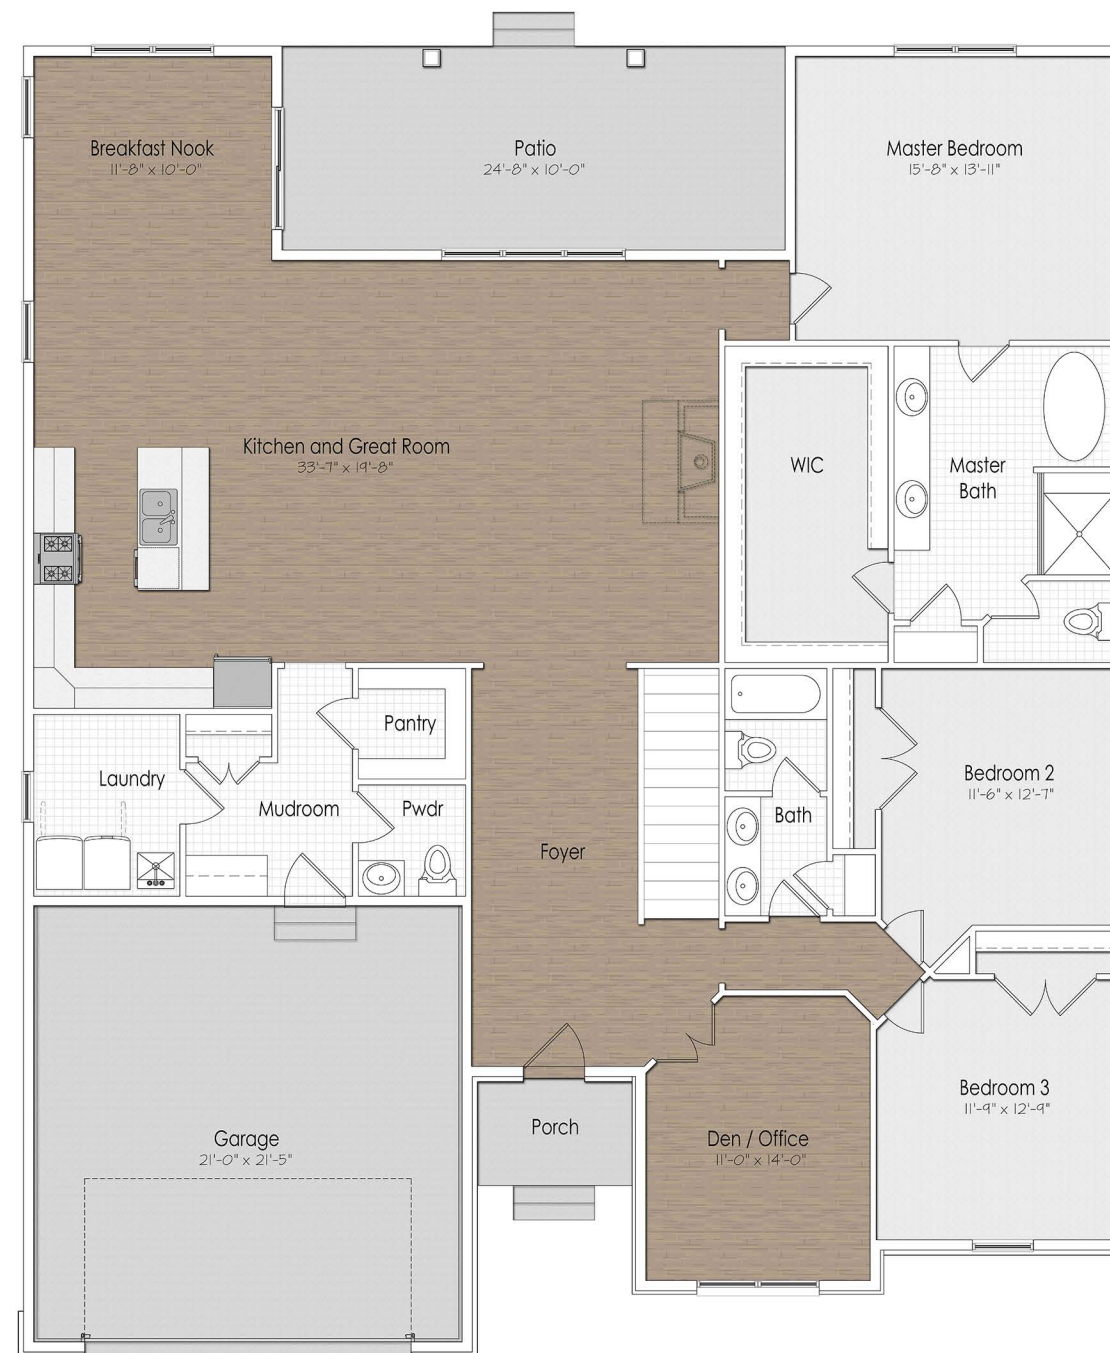 Breakfast Nook
11'-8" x 10'-0"
Patio
24'-8" x 10'-0"
Master Bedroom
15'-8" x 13'-11"
Kitchen and Great Room
33'-7" x 19'-8"
WIC
Master
Bath
Pantry
Laundry
Mudroom
Pwdr
Foyer
Bath
Bedroom 2
11'-6" x 12'-7"
Bedroom 3
11'-9" x 12'-9"
Porch
Den / Office
11'-0" x 14'-0"
Garage
21'-0" x 21'-5"